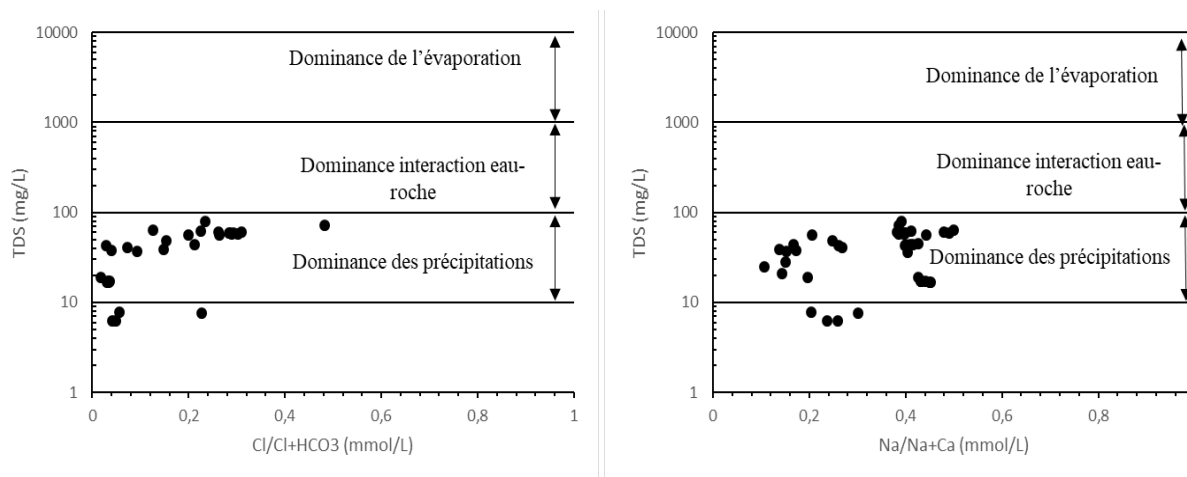 10000
1000
100
10
1
TDS (mg/L)
Dominance de l’évaporation
Dominance interaction eau-
roche
Dominance des précipitations
0 0,2 0,4 0,6 0,8 1
Cl/Cl+HCO3 (mmol/L)
10000
1000
100
10
1
TDS (mg/L)
Dominance de l’évaporation
Dominance interaction eau-
roche
Dominance des précipitations
0 0,2 0,4 0,6 0,8
Na/Na+Ca (mmol/L)